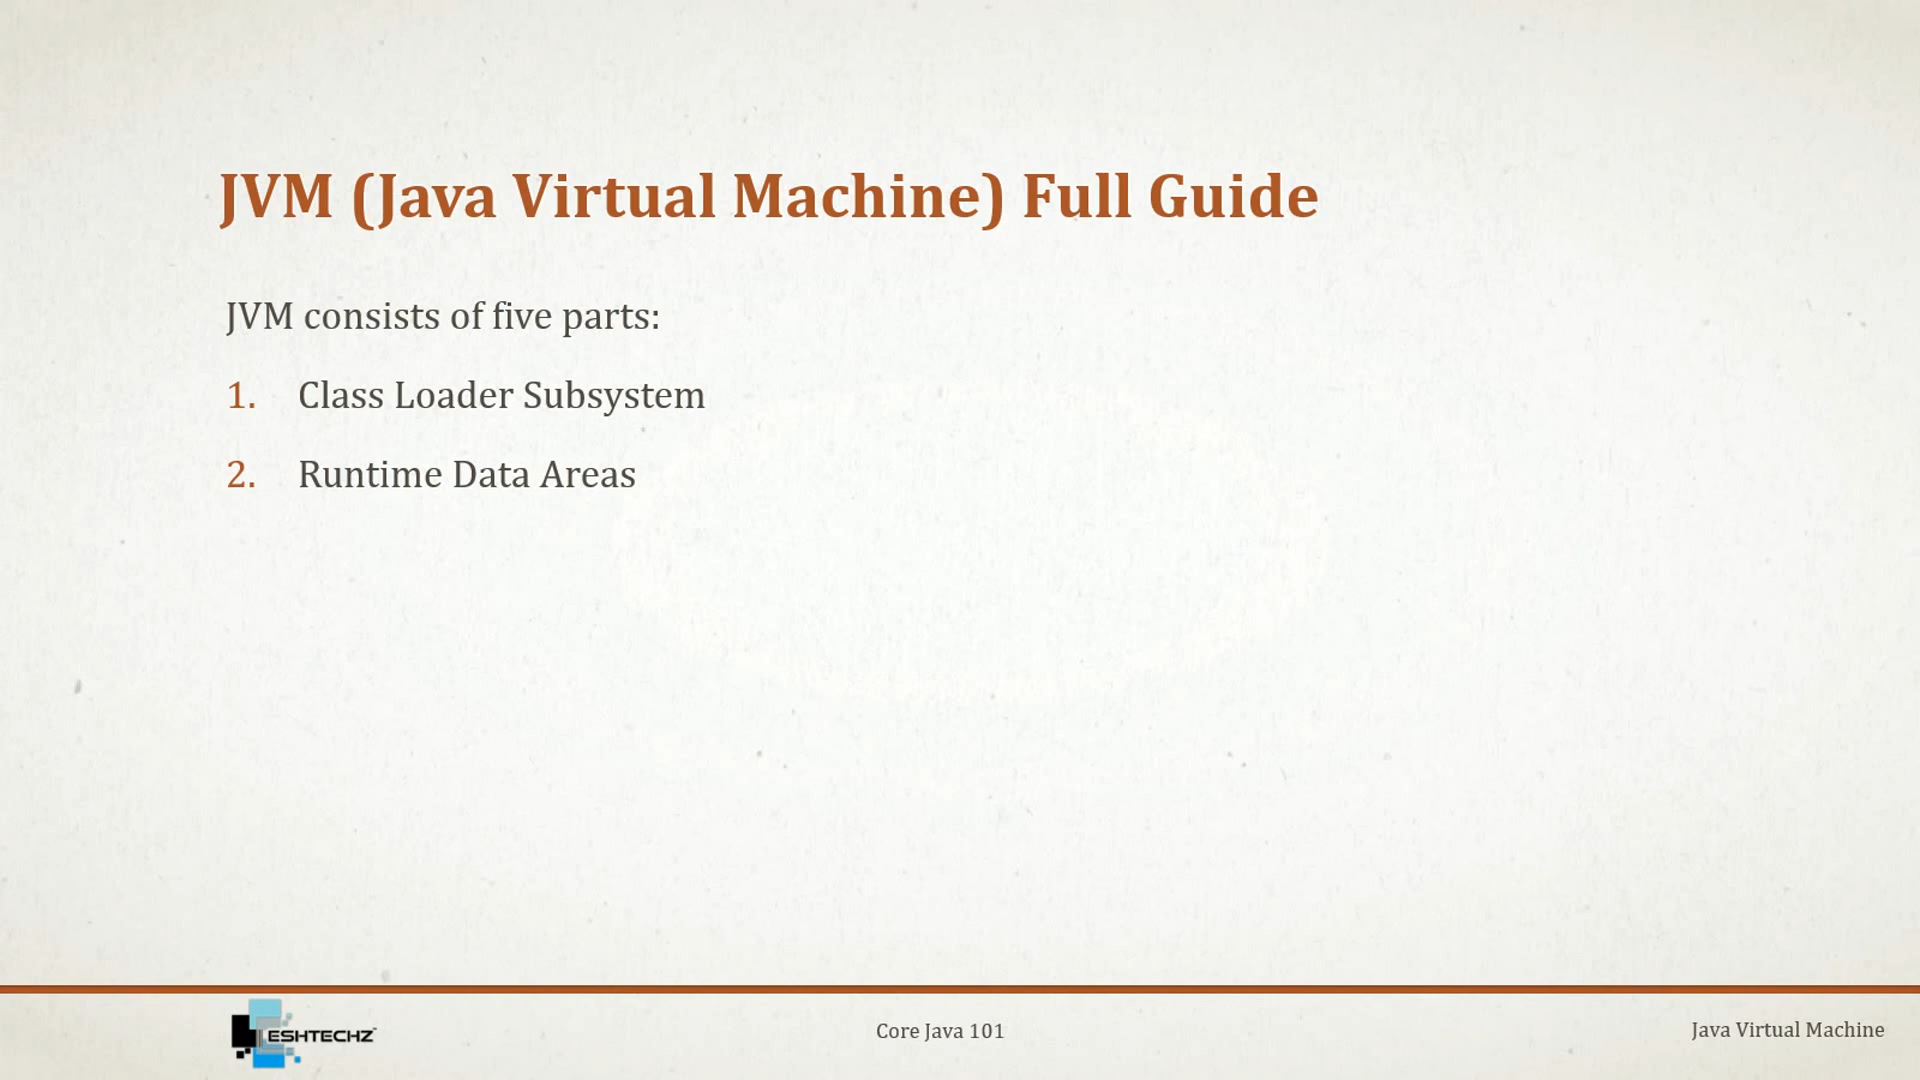 JVM (Java Virtual Machine) Full Guide
JVM consists of five parts:
1. Class Loader Subsystem
2. Runtime Data Areas
ESHTECHZ
Core Java 101
Java Virtual Machine